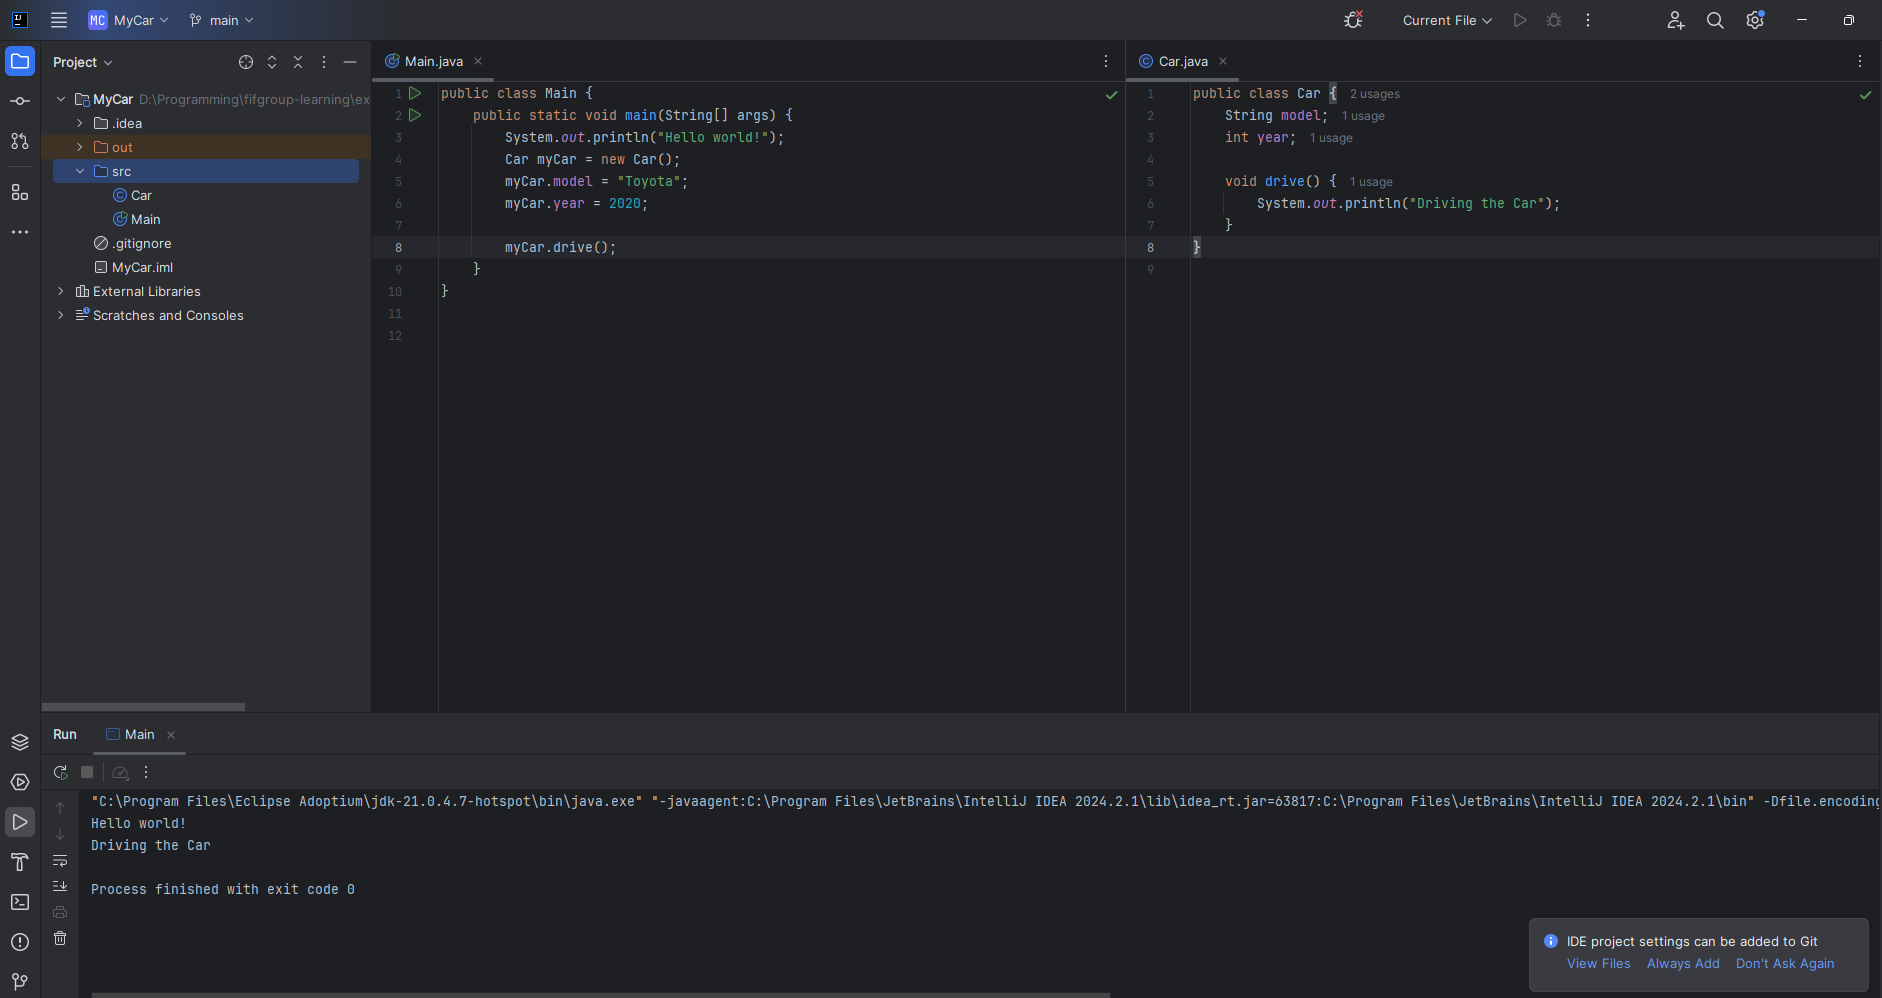 MC MyCar main Current File
Project
MyCar D:\Programming\fifgroup-learning\ex
.idea
out
src
Car
Main
.gitignore
MyCar.iml
External Libraries
Scratches and Consoles
Main.java
1 public class Main {
2 public static void main(String[] args) {
3 System.out.println("Hello world!");
4 Car myCar = new Car();
5 myCar.model = "Toyota";
6 myCar.year = 2020;
7
8 myCar.drive();
9 }
10 }
11
12
Car.java
1 public class Car { 2 usages
2 String model; 1 usage
3 int year; 1 usage
4
5 void drive() { 1 usage
6 System.out.println("Driving the Car");
7 }
8 }
9
Run Main
"C:\Program Files\Eclipse Adoptium\jdk-21.0.4.7-hotspot\bin\java.exe" "-javaagent:C:\Program Files\JetBrains\IntelliJ IDEA 2024.2.1\lib\idea_rt.jar=63817:C:\Program Files\JetBrains\IntelliJ IDEA 2024.2.1\bin" -Dfile.encoding
Hello world!
Driving the Car
Process finished with exit code 0
IDE project settings can be added to Git
View Files Always Add Don't Ask Again